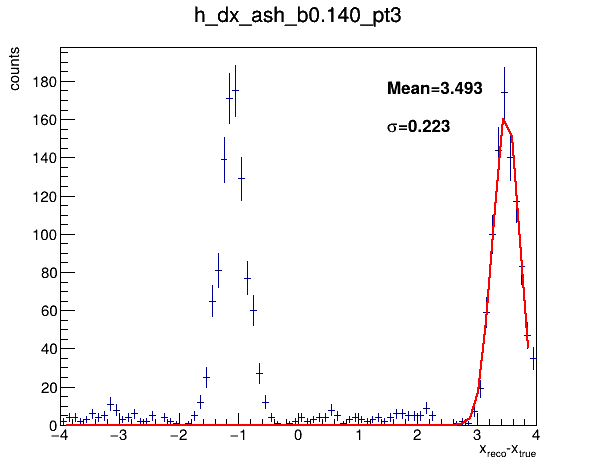 h_dx_ash_b0.140_pt3
counts
180
160
140
120
100
80
60
40
20
0
Mean=3.493
σ=0.223
−4 −3 −2 −1 0 1 2 3 4
x_reco-x_true